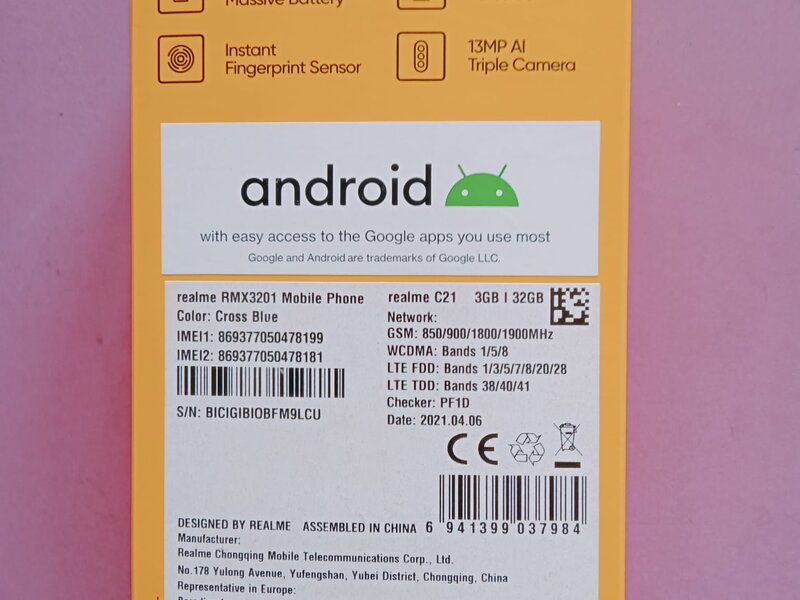 Massive Battery
Instant
Fingerprint Sensor
13MP AI
Triple Camera
android
with easy access to the Google apps you use most
Google and Android are trademarks of Google LLC.
realme RMX3201 Mobile Phone
Color: Cross Blue
IMEI1: 869377050478199
IMEI2: 869377050478181
S/N: BICIGIBIOBFM9LCU
realme C21 3GB | 32GB
Network:
GSM: 850/900/1800/1900MHz
WCDMA: Bands 1/5/8
LTE FDD: Bands 1/3/5/7/8/20/28
LTE TDD: Bands 38/40/41
Checker: PF1D
Date: 2021.04.06
CE
6 941399 037984
DESIGNED BY REALME ASSEMBLED IN CHINA
Manufacturer:
Realme Chongqing Mobile Telecommunications Corp., Ltd.
No.178 Yulong Avenue, Yufengshan, Yubei District, Chongqing, China
Representative in Europe: